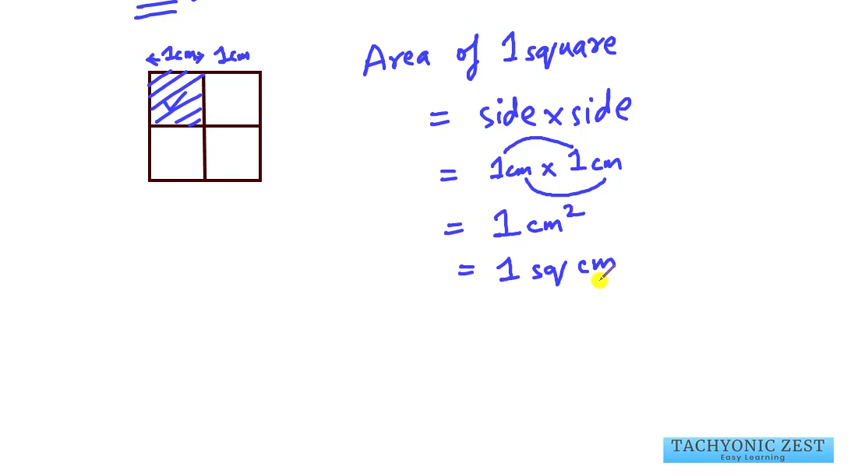 1cm 1cm
Area of 1 square
= side × side
= 1cm × 1cm
= 1 cm²
= 1 sq cm
TACHYONIC ZEST
Easy Learning